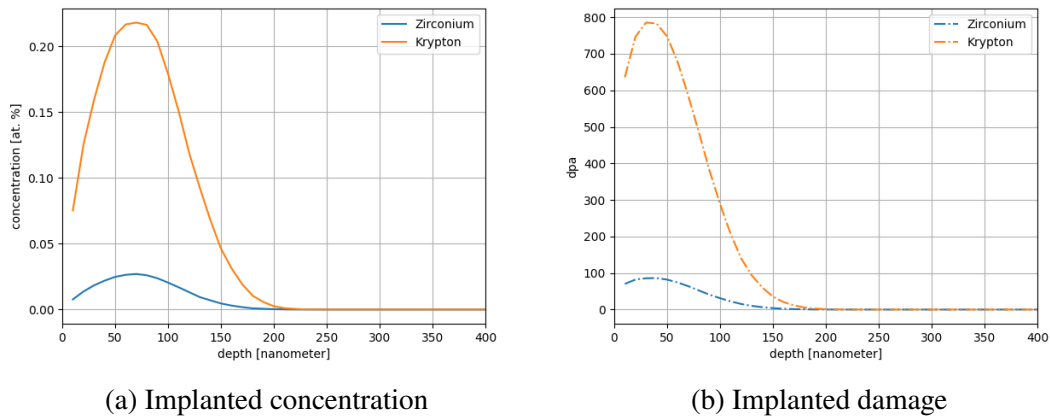 0.20
0.15
0.10
0.05
0.00
concentration [at. %]
0 50 100 150 200 250 300 350 400
depth [nanometer]
Zirconium
Krypton
(a) Implanted concentration
800
700
600
500
400
300
200
100
0
dpa
0 50 100 150 200 250 300 350 400
depth [nanometer]
Zirconium
Krypton
(b) Implanted damage